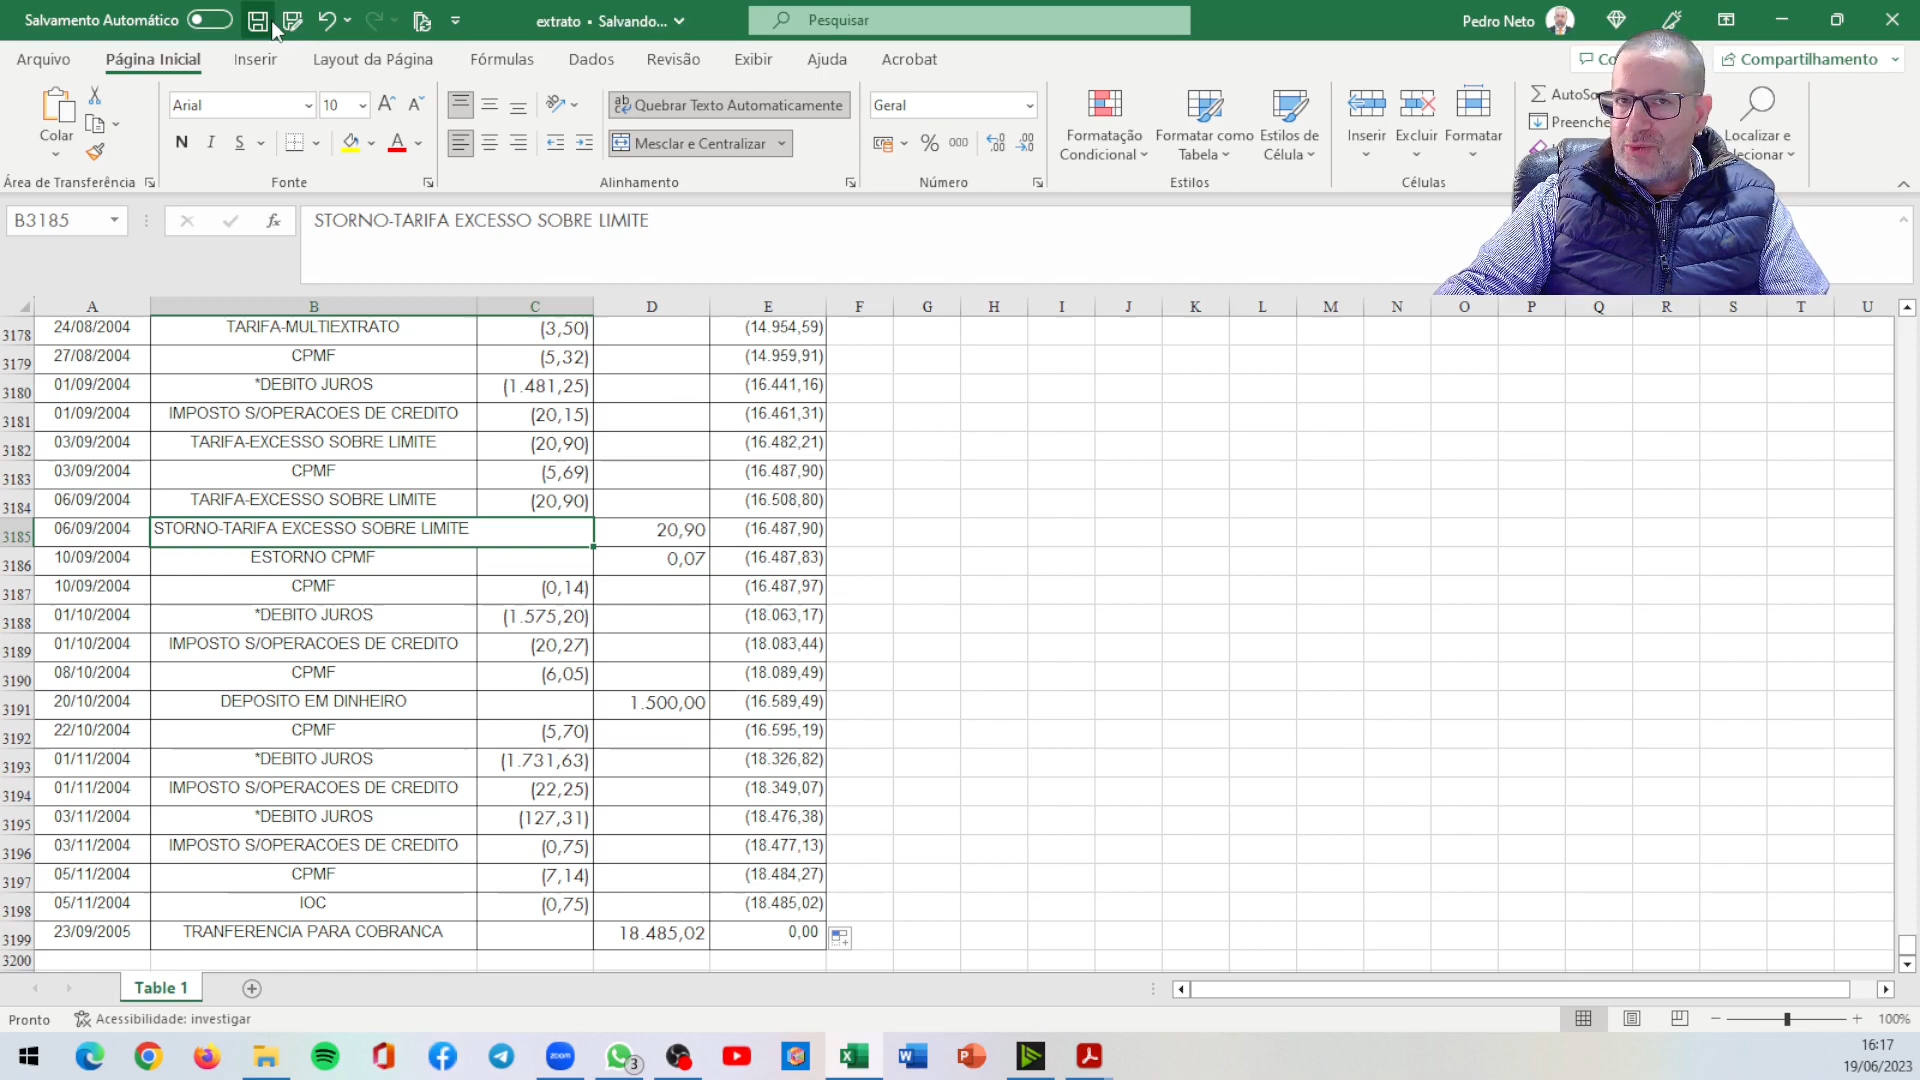 Salvamento Automático
extrato • Salvando...
Pesquisar
Pedro Neto
Arquivo
Página Inicial
Inserir
Layout da Página
Fórmulas
Dados
Revisão
Exibir
Ajuda
Acrobat
Compartilhamento
Colar
Área de Transferência
Arial
10
N
I
S
Fonte
Quebrar Texto Automaticamente
Mesclar e Centralizar
Alinhamento
Geral
% 000
Número
Formatação Condicional
Formatar como Tabela
Estilos de Célula
Estilos
Inserir
Excluir
Formatar
Células
Localizar e
B3185
fx
STORNO-TARIFA EXCESSO SOBRE LIMITE
A B C D E F G H I J K L M N O P Q R S T U
3178 24/08/2004 TARIFA-MULTIEXTRATO (3,50) (14.954,59)
3179 27/08/2004 CPMF (5,32) (14.959,91)
3180 01/09/2004 *DEBITO JUROS (1.481,25) (16.441,16)
3181 01/09/2004 IMPOSTO S/OPERACOES DE CREDITO (20,15) (16.461,31)
3182 03/09/2004 TARIFA-EXCESSO SOBRE LIMITE (20,90) (16.482,21)
3183 03/09/2004 CPMF (5,69) (16.487,90)
3184 06/09/2004 TARIFA-EXCESSO SOBRE LIMITE (20,90) (16.508,80)
3185 06/09/2004 STORNO-TARIFA EXCESSO SOBRE LIMITE 20,90 (16.487,90)
3186 10/09/2004 ESTORNO CPMF 0,07 (16.487,83)
3187 10/09/2004 CPMF (0,14) (16.487,97)
3188 01/10/2004 *DEBITO JUROS (1.575,20) (18.063,17)
3189 01/10/2004 IMPOSTO S/OPERACOES DE CREDITO (20,27) (18.083,44)
3190 08/10/2004 CPMF (6,05) (18.089,49)
3191 20/10/2004 DEPOSITO EM DINHEIRO 1.500,00 (16.589,49)
3192 22/10/2004 CPMF (5,70) (16.595,19)
3193 01/11/2004 *DEBITO JUROS (1.731,63) (18.326,82)
3194 01/11/2004 IMPOSTO S/OPERACOES DE CREDITO (22,25) (18.349,07)
3195 03/11/2004 *DEBITO JUROS (127,31) (18.476,38)
3196 03/11/2004 IMPOSTO S/OPERACOES DE CREDITO (0,75) (18.477,13)
3197 05/11/2004 CPMF (7,14) (18.484,27)
3198 05/11/2004 IOC (0,75) (18.485,02)
3199 23/09/2005 TRANFERENCIA PARA COBRANCA 18.485,02 0,00
3200
Table 1
Pronto
Acessibilidade: investigar
100%
zoom
3
16:17
19/06/2023